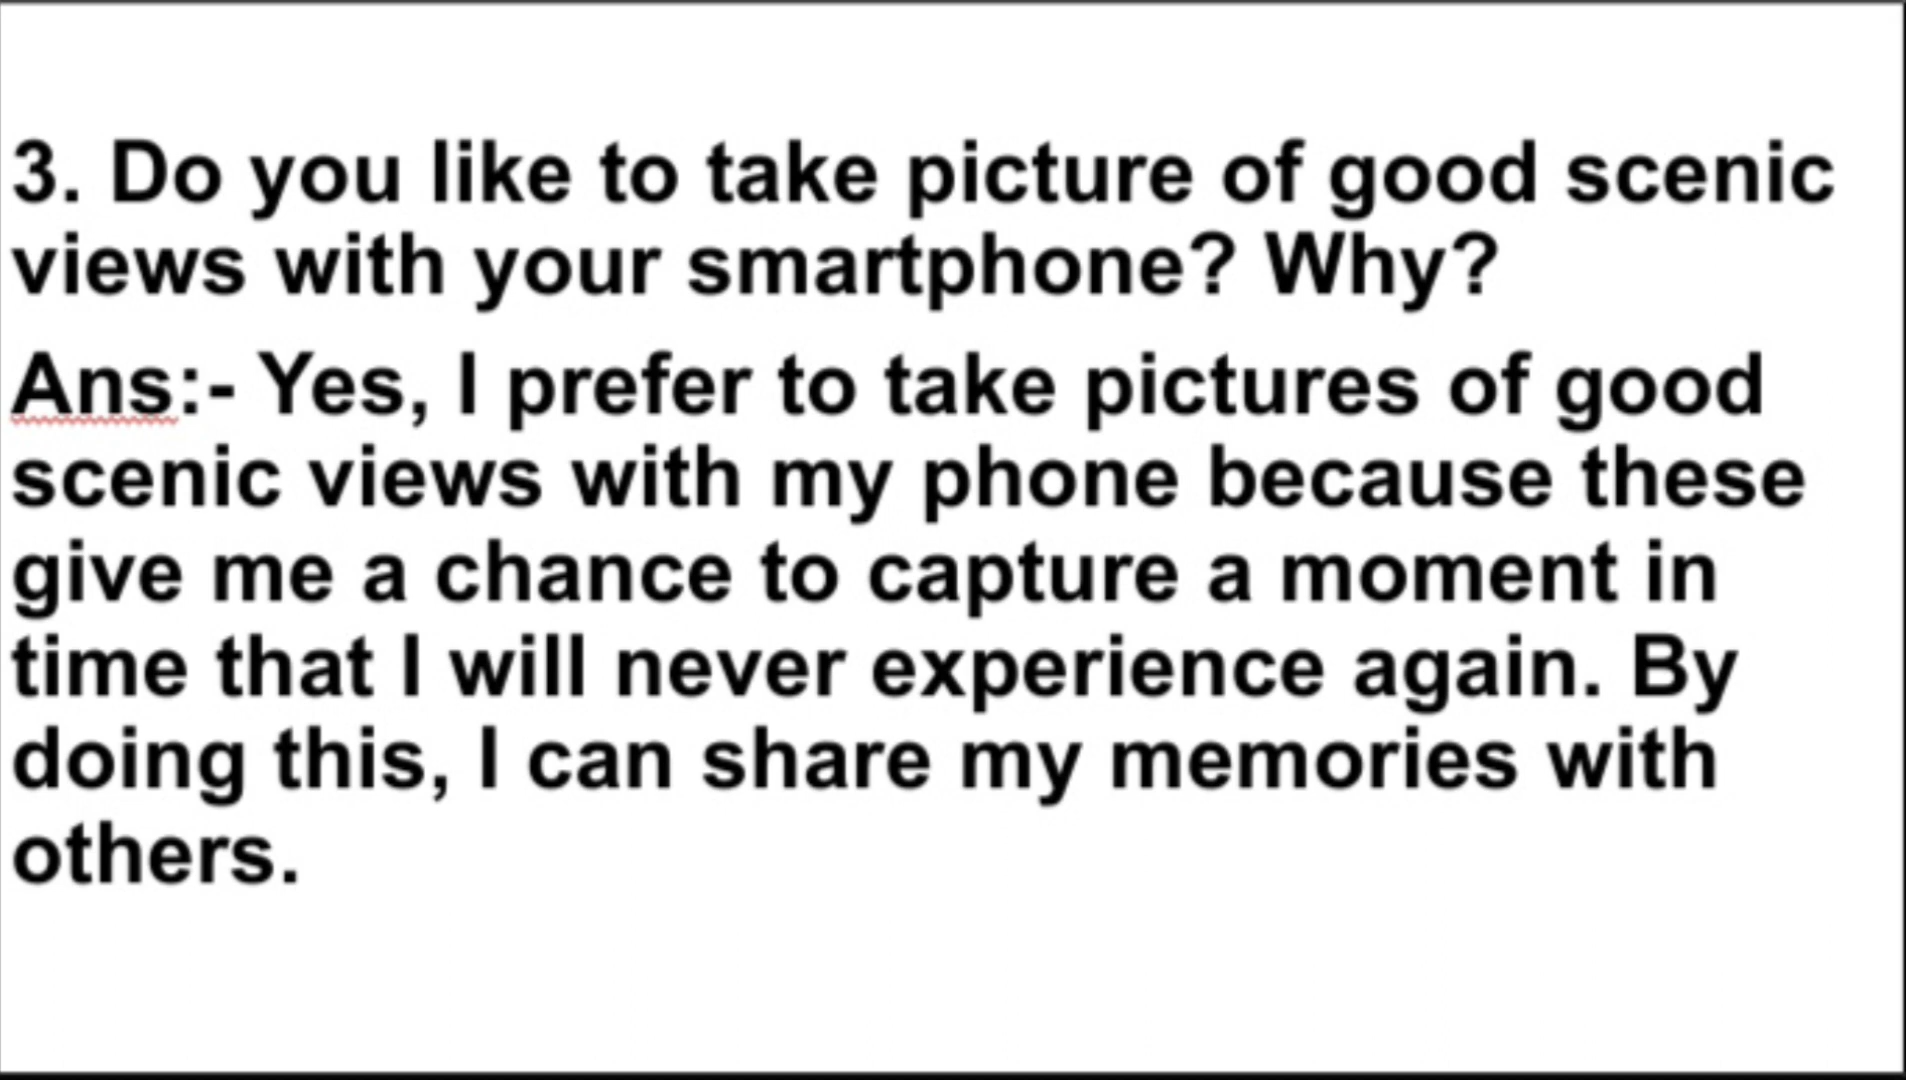 3. Do you like to take picture of good scenic
views with your smartphone? Why?
Ans:- Yes, I prefer to take pictures of good
scenic views with my phone because these
give me a chance to capture a moment in
time that I will never experience again. By
doing this, I can share my memories with
others.